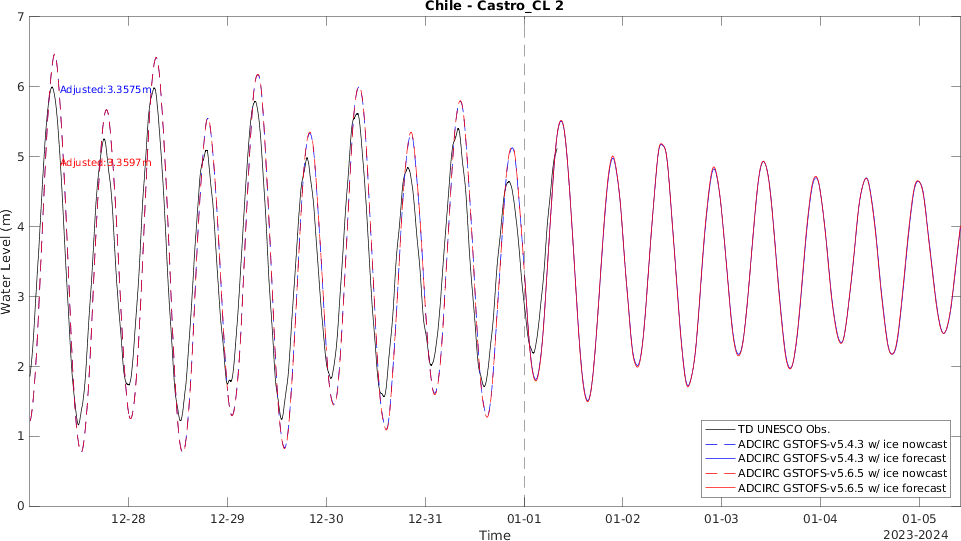 Chile - Castro_CL 2
7
6
5
4
3
2
1
0
Water Level (m)
Adjusted:3.3575m
Adjusted:3.3597m
TD UNESCO Obs.
ADCIRC GSTOFS-v5.4.3 w/ ice nowcast
ADCIRC GSTOFS-v5.4.3 w/ ice forecast
ADCIRC GSTOFS-v5.6.5 w/ ice nowcast
ADCIRC GSTOFS-v5.6.5 w/ ice forecast
12-28 12-29 12-30 12-31 01-01 01-02 01-03 01-04 01-05
Time
2023-2024